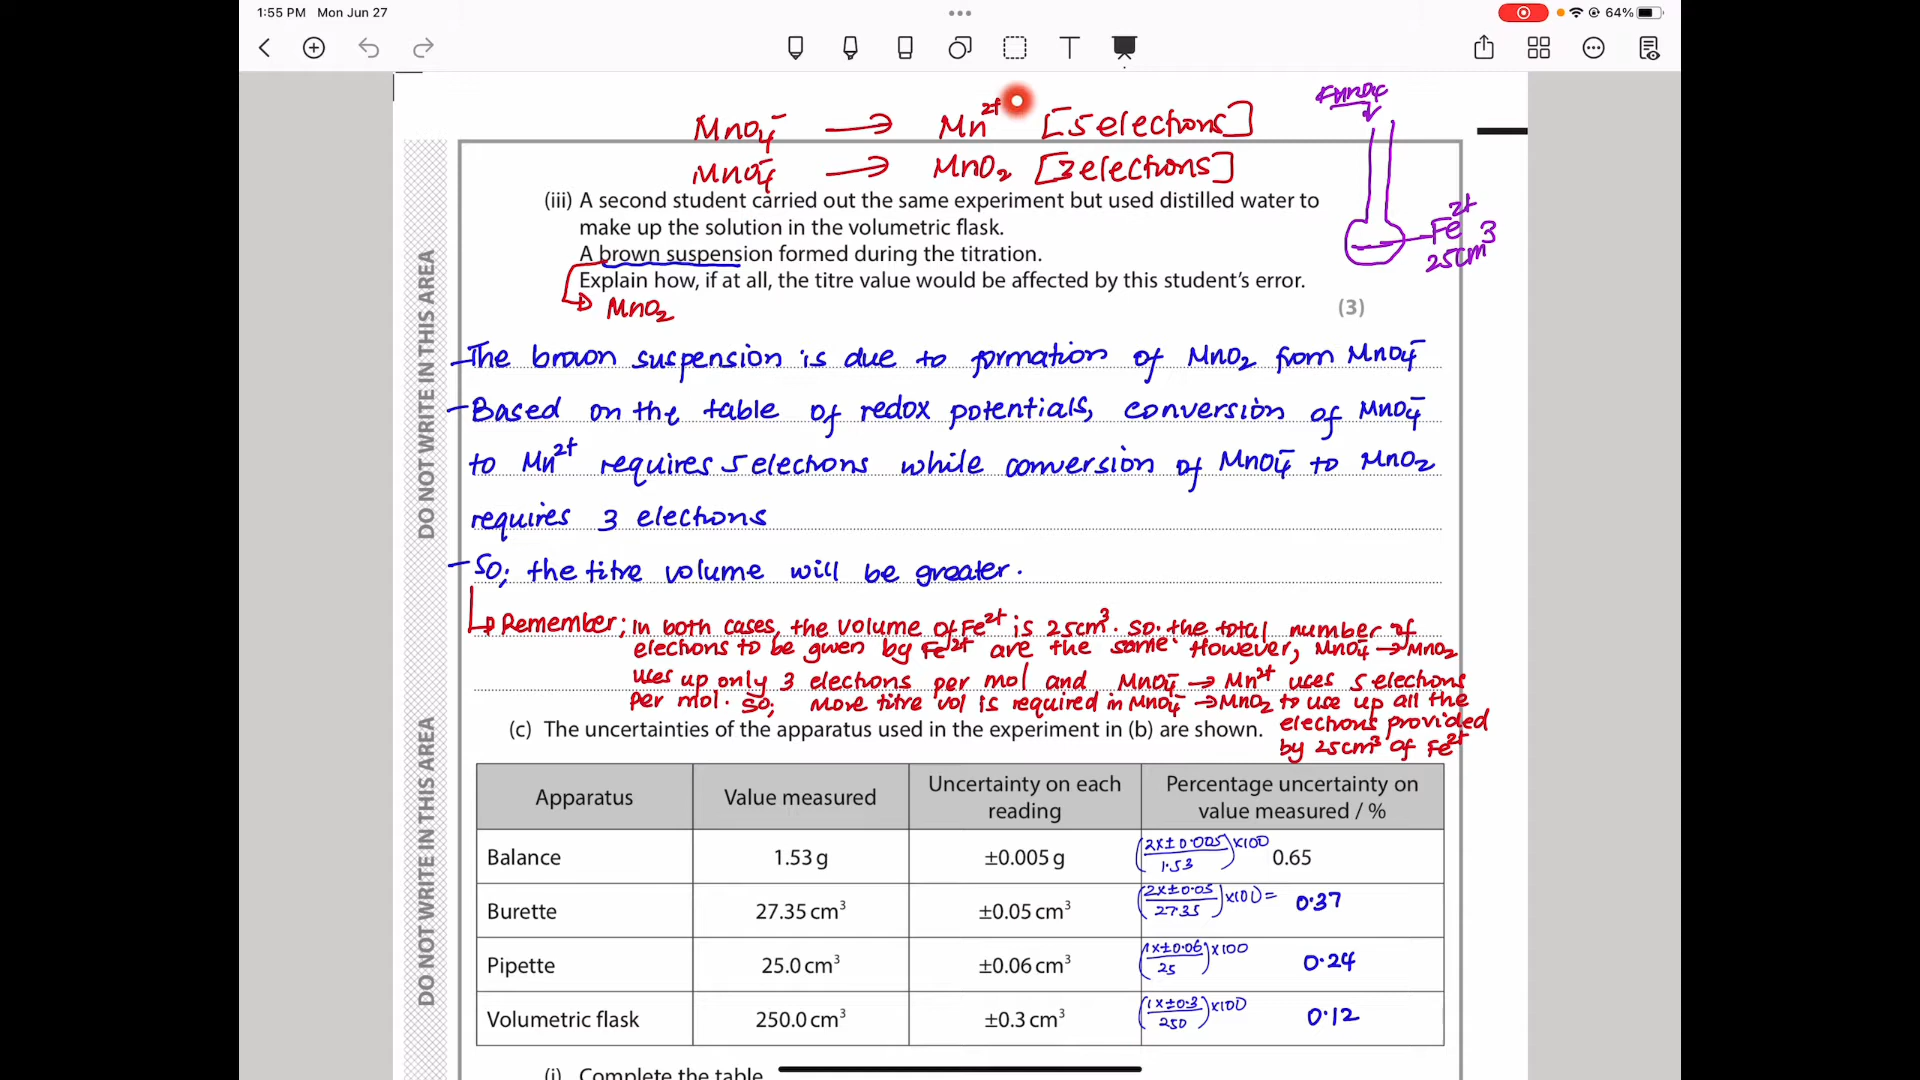 1:55 PM Mon Jun 27
64%
MnO4⁻ → Mn²⁺ [5 electrons]
MnO4⁻ → MnO2 [3 electrons]
KMnO4
Fe²⁺
25cm³
(iii) A second student carried out the same experiment but used distilled water to
make up the solution in the volumetric flask.
A brown suspension formed during the titration.
Explain how, if at all, the titre value would be affected by this student's error.
MnO2
(3)
-The brown suspension is due to formation of MnO2 from MnO4⁻
-Based on the table of redox potentials, conversion of MnO4⁻
to Mn²⁺ requires 5 electrons while conversion of MnO4⁻ to MnO2
requires 3 electrons
-So; the titre volume will be greater.
Remember; In both cases, the volume of Fe²⁺ is 25cm³. So. the total number of
electrons to be given by Fe²⁺ are the same. However, MnO4⁻ → MnO2
uses up only 3 electrons per mol and MnO4⁻ → Mn²⁺ uses 5 electrons
per mol. So; more titre vol is required in MnO4⁻ → MnO2 to use up all the
electrons provided
by 25cm³ of Fe²⁺
(c) The uncertainties of the apparatus used in the experiment in (b) are shown.
Apparatus Value measured Uncertainty on each reading Percentage uncertainty on value measured / %
Balance 1.53 g ±0.005 g (2x±0.005/1.53)x100 0.65
Burette 27.35 cm³ ±0.05 cm³ (2x±0.05/27.35)x100= 0.37
Pipette 25.0 cm³ ±0.06 cm³ (1x±0.06/25)x100 0.24
Volumetric flask 250.0 cm³ ±0.3 cm³ (1x±0.3/250)x100 0.12
(i) Complete the table.
DO NOT WRITE IN THIS AREA
DO NOT WRITE IN THIS AREA